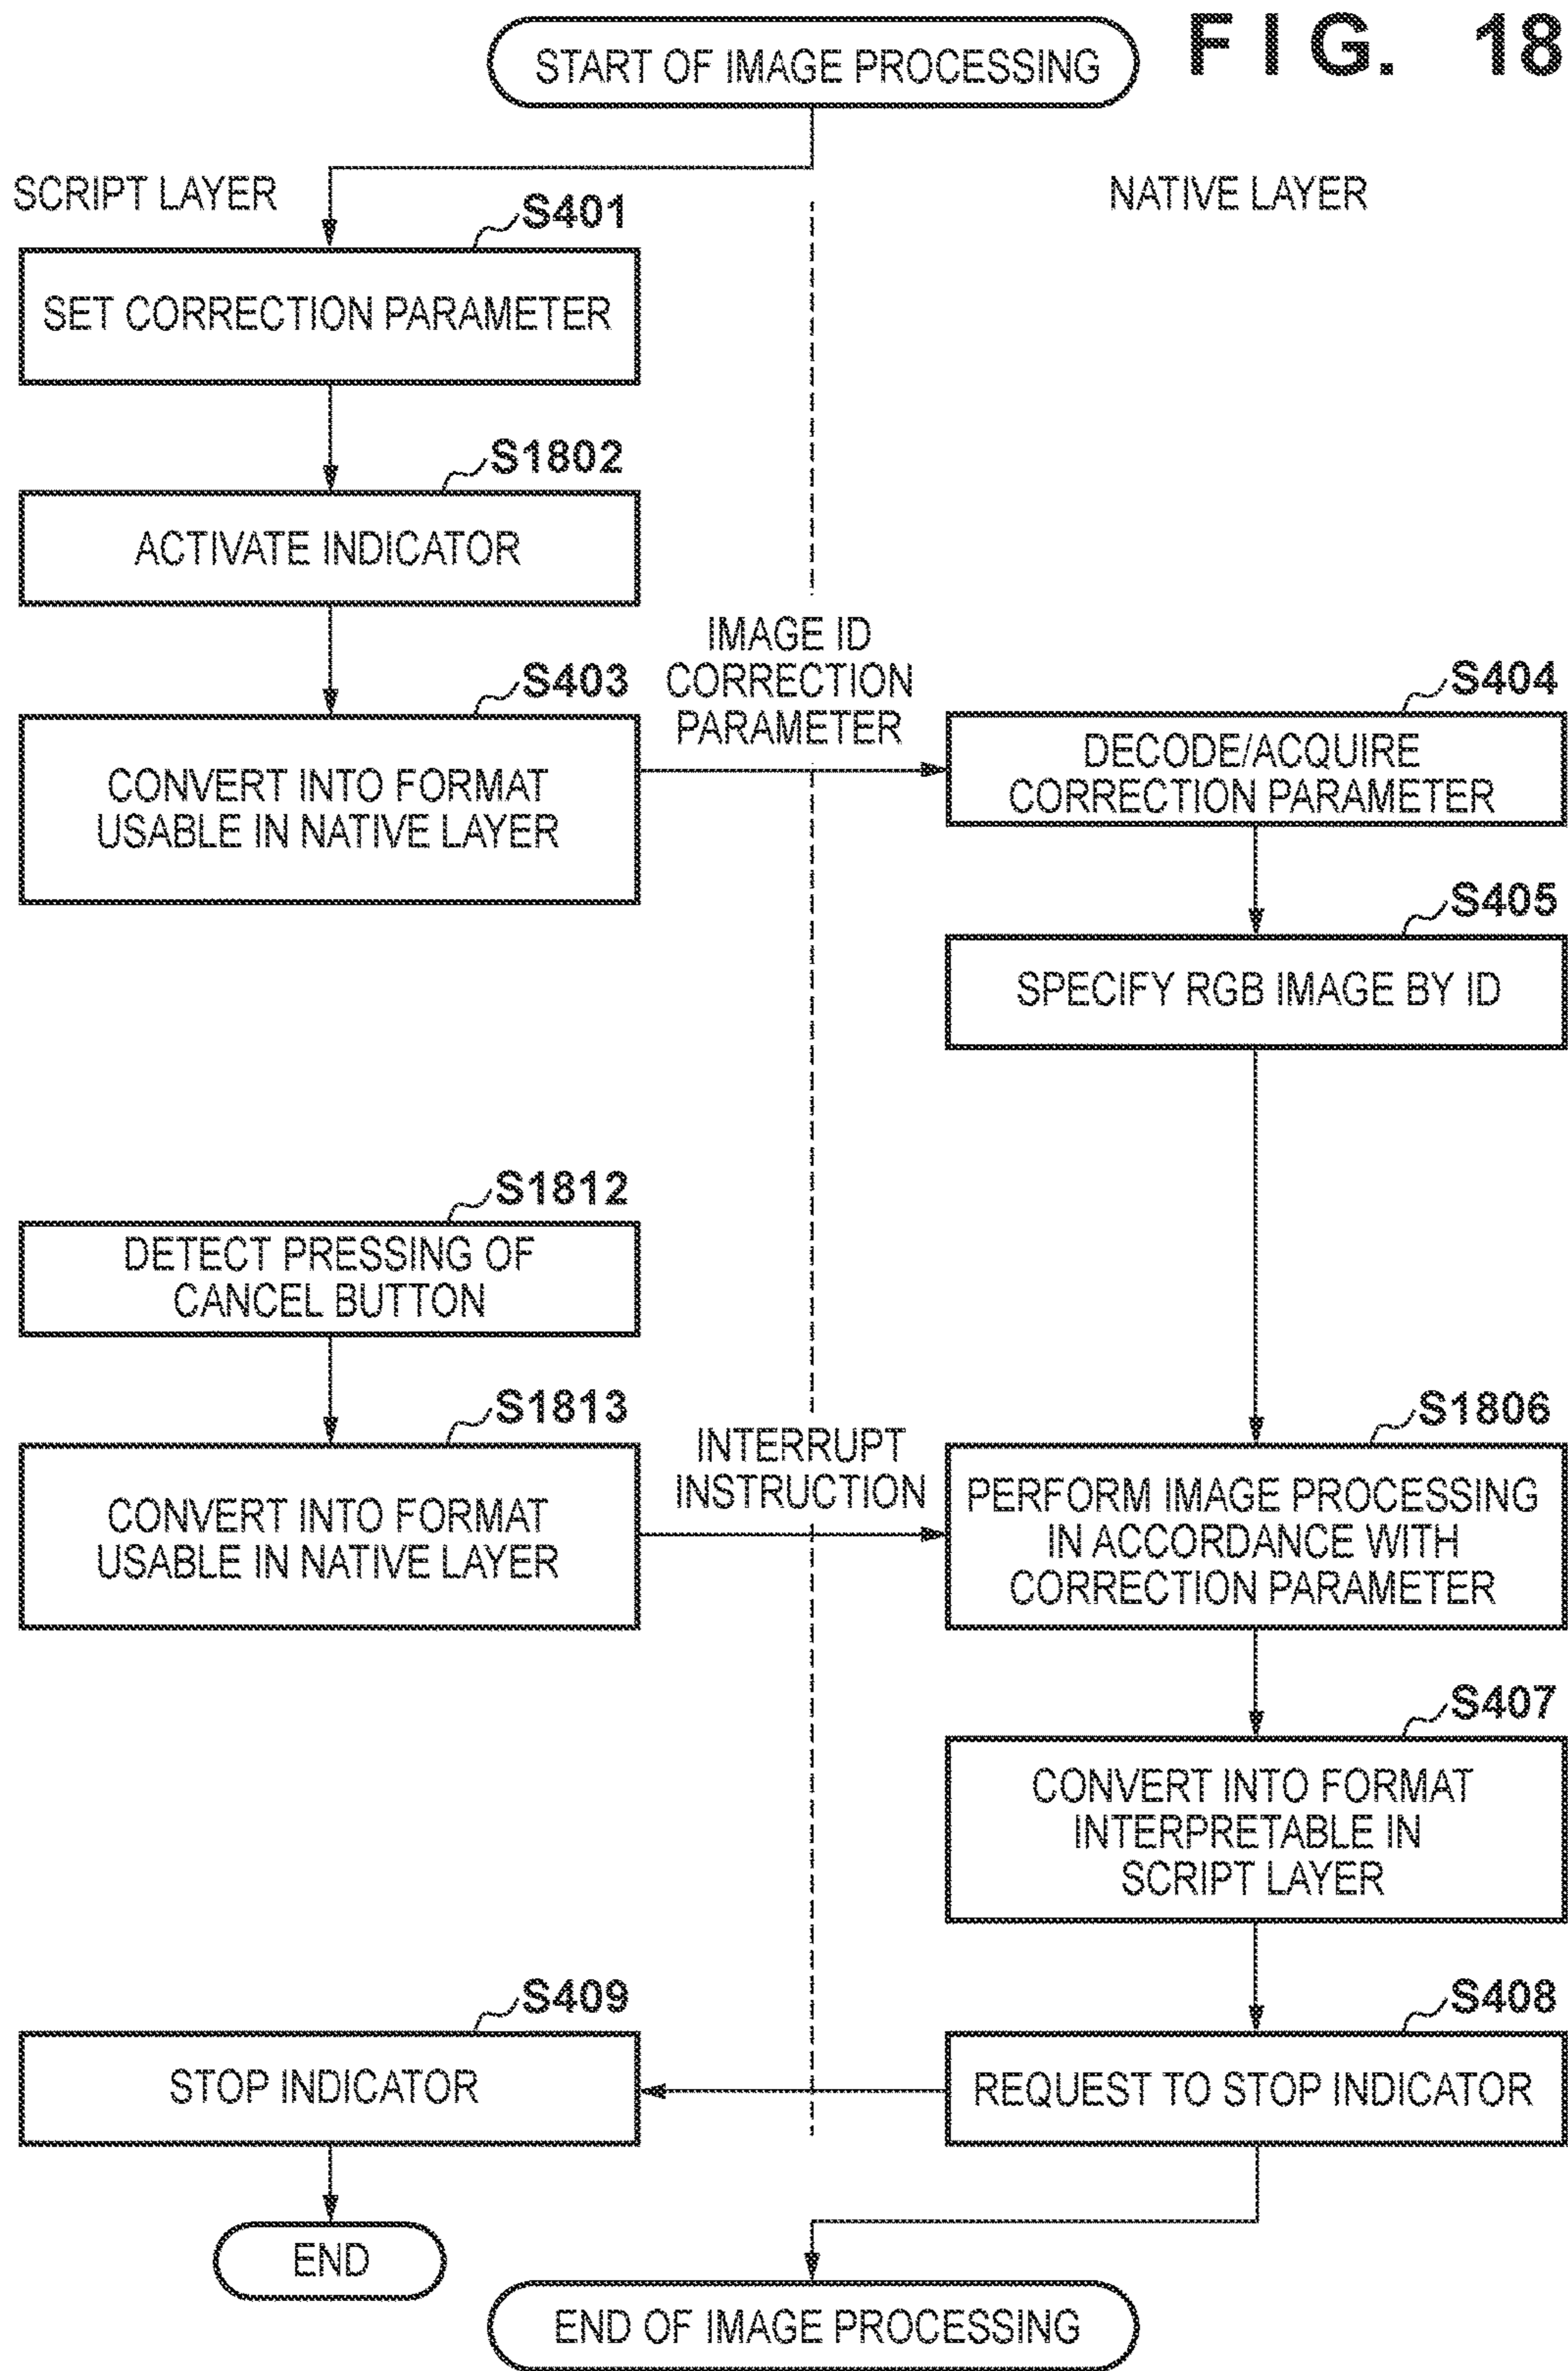 FIG. 18
START OF IMAGE PROCESSING
SCRIPT LAYER
NATIVE LAYER
S401
SET CORRECTION PARAMETER
S1802
ACTIVATE INDICATOR
S403
CONVERT INTO FORMAT
USABLE IN NATIVE LAYER
IMAGE ID
CORRECTION
PARAMETER
S404
DECODE/ACQUIRE
CORRECTION PARAMETER
S405
SPECIFY RGB IMAGE BY ID
S1812
DETECT PRESSING OF
CANCEL BUTTON
S1813
CONVERT INTO FORMAT
USABLE IN NATIVE LAYER
INTERRUPT
INSTRUCTION
S1806
PERFORM IMAGE PROCESSING
IN ACCORDANCE WITH
CORRECTION PARAMETER
S407
CONVERT INTO FORMAT
INTERPRETABLE IN
SCRIPT LAYER
S408
REQUEST TO STOP INDICATOR
S409
STOP INDICATOR
END
END OF IMAGE PROCESSING